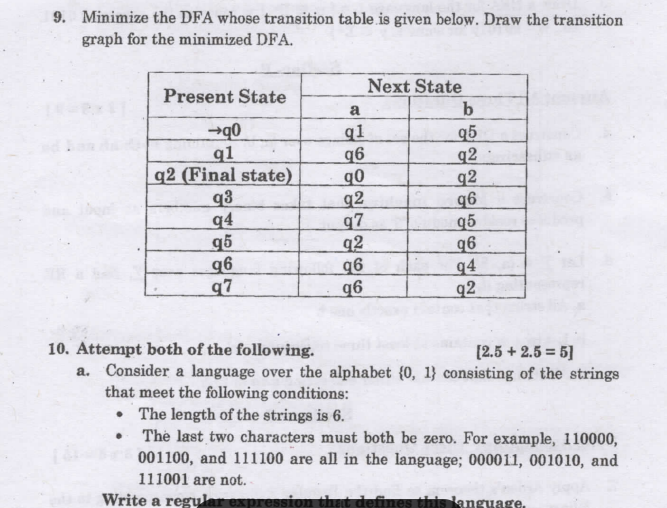 9. Minimize the DFA whose transition table is given below. Draw the transition
graph for the minimized DFA.
Present State Next State
a b
→q0 q1 q5
q1 q6 q2
q2 (Final state) q0 q2
q3 q2 q6
q4 q7 q5
q5 q2 q6
q6 q6 q4
q7 q6 q2
10. Attempt both of the following. [2.5 + 2.5 = 5]
a. Consider a language over the alphabet {0, 1} consisting of the strings
that meet the following conditions:
• The length of the strings is 6.
• The last two characters must both be zero. For example, 110000,
001100, and 111100 are all in the language; 000011, 001010, and
111001 are not.
Write a regular expression that defines this language.